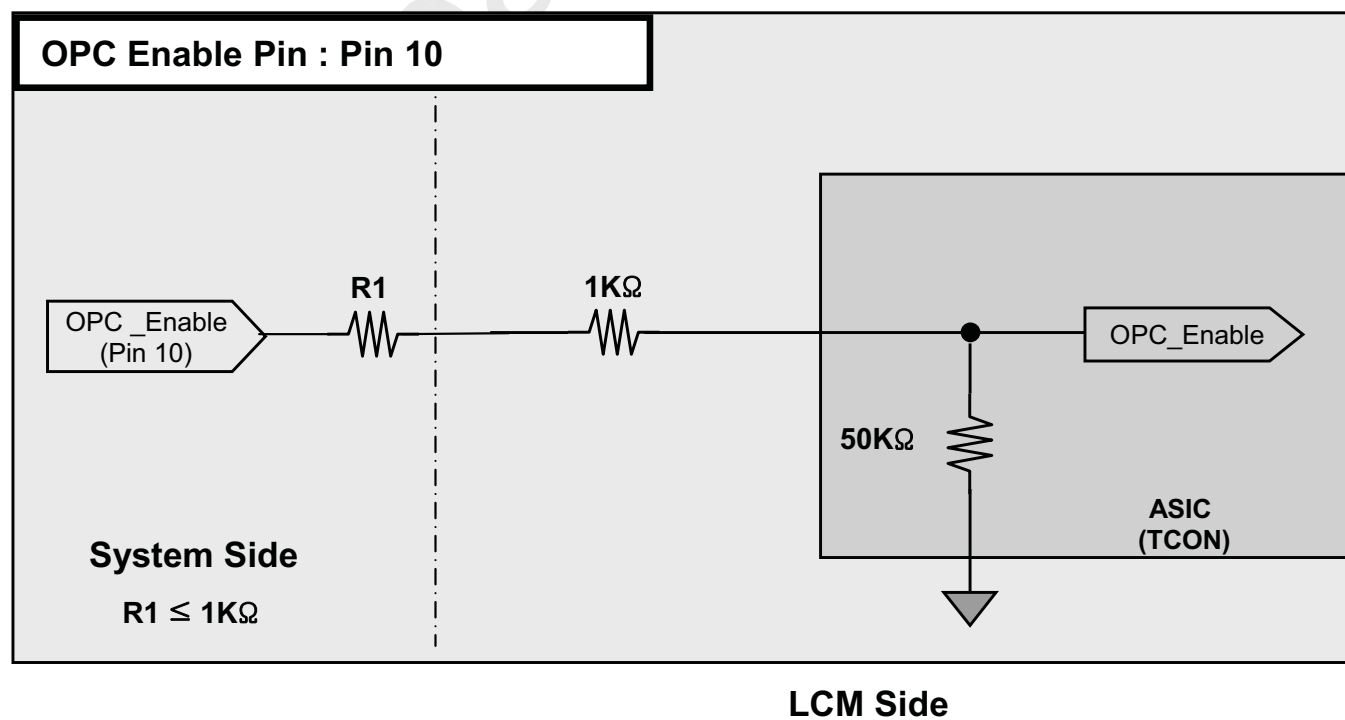 OPC Enable Pin : Pin 10
R1
1KΩ
OPC _Enable
(Pin 10)
OPC_Enable
50KΩ
ASIC
(TCON)
System Side
R1 ≤ 1KΩ
LCM Side